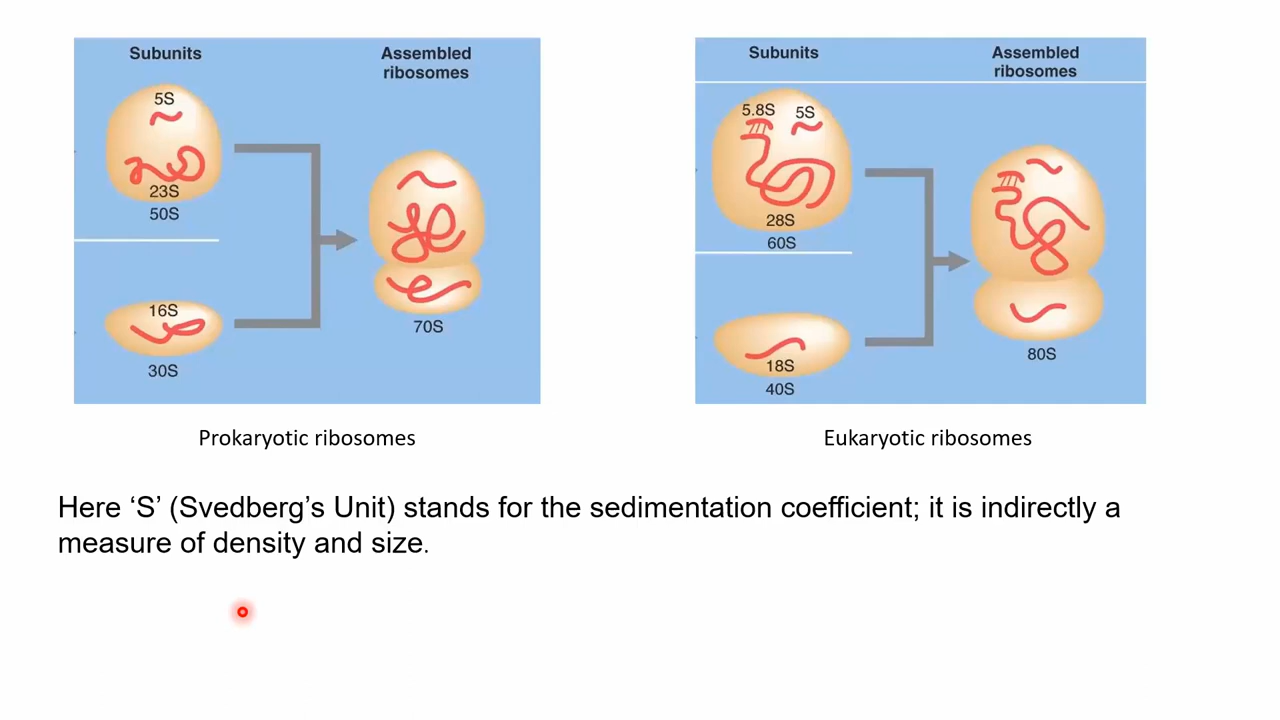 Subunits
Assembled
ribosomes
5S
23S
50S
16S
30S
70S
Subunits
Assembled
ribosomes
5.8S 5S
28S
60S
18S
40S
80S
Prokaryotic ribosomes
Eukaryotic ribosomes
Here ‘S’ (Svedberg’s Unit) stands for the sedimentation coefficient; it is indirectly a
measure of density and size.